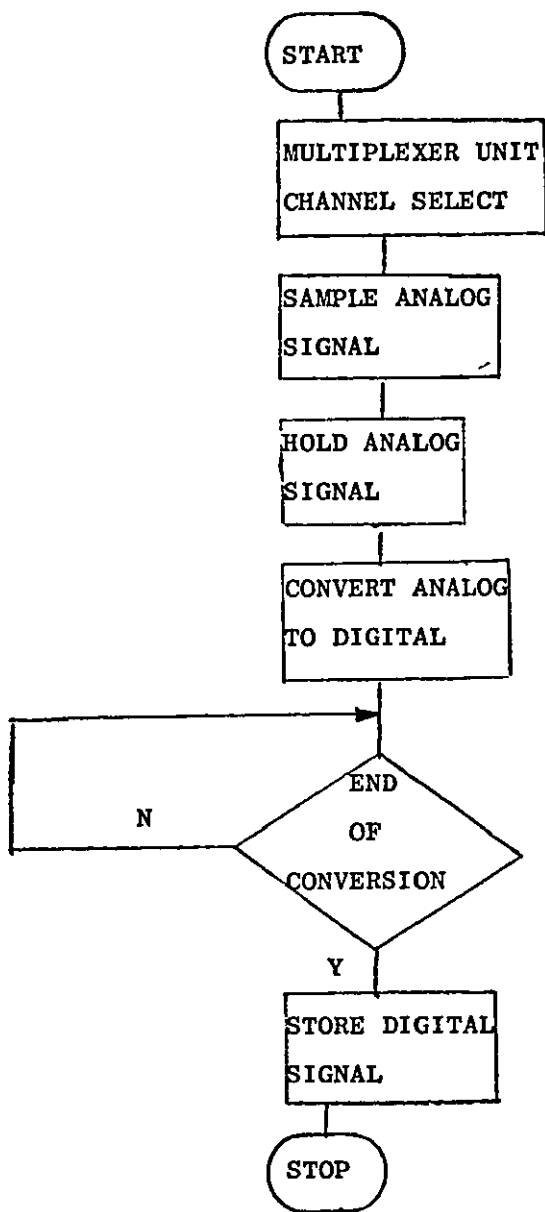 START
MULTIPLEXER UNIT
CHANNEL SELECT
SAMPLE ANALOG
SIGNAL
HOLD ANALOG
SIGNAL
CONVERT ANALOG
TO DIGITAL
END
N
OF
CONVERSION
Y
STORE DIGITAL
SIGNAL
STOP